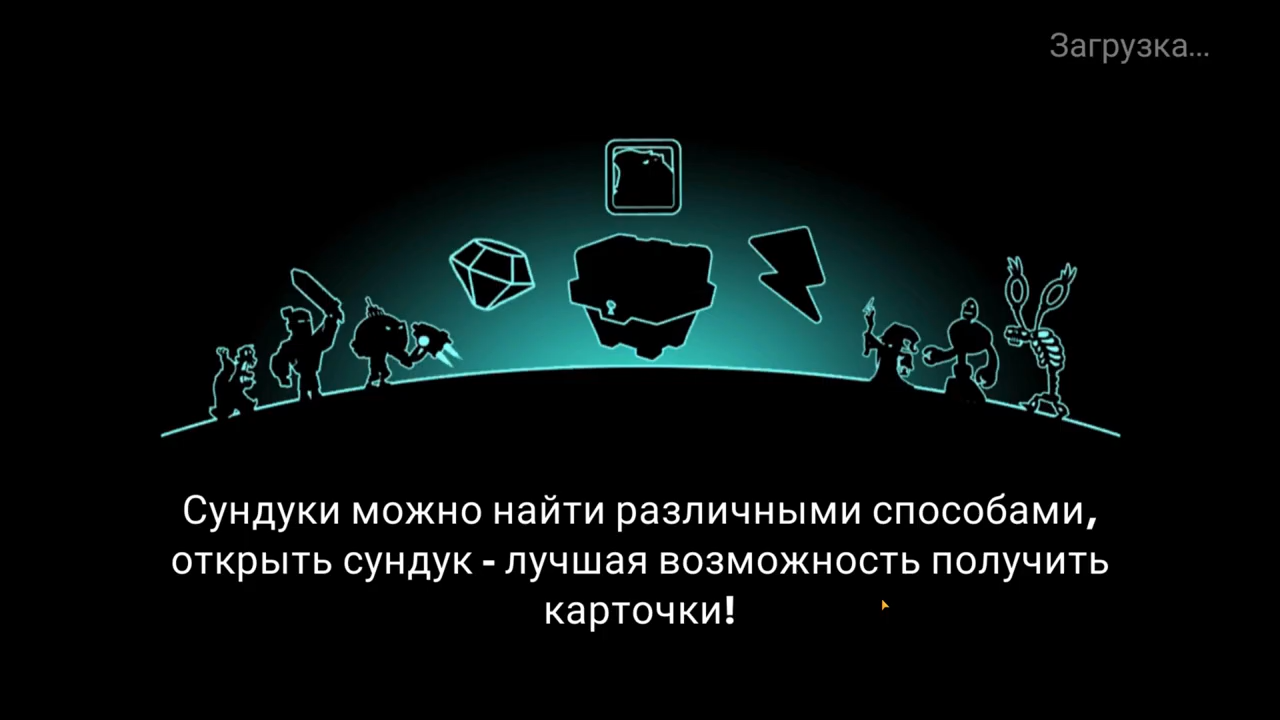 Загрузка...
Сундуки можно найти различными способами,
открыть сундук - лучшая возможность получить
карточки!